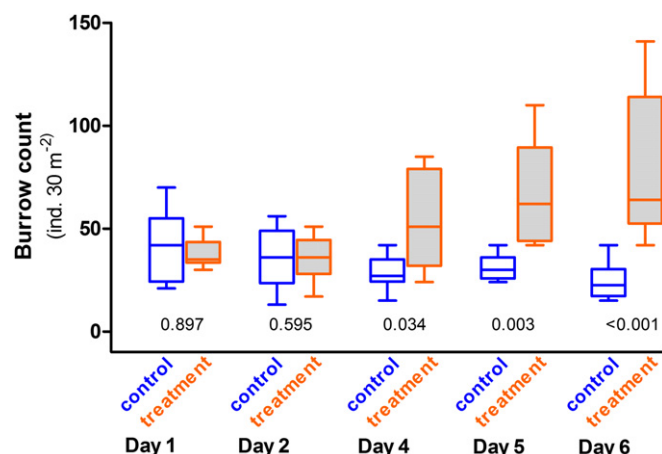 150
100
50
0
Burrow count
(ind. 30 m⁻²)
0.897 0.595 0.034 0.003 <0.001
control treatment control treatment control treatment control treatment control treatment
Day 1 Day 2 Day 4 Day 5 Day 6